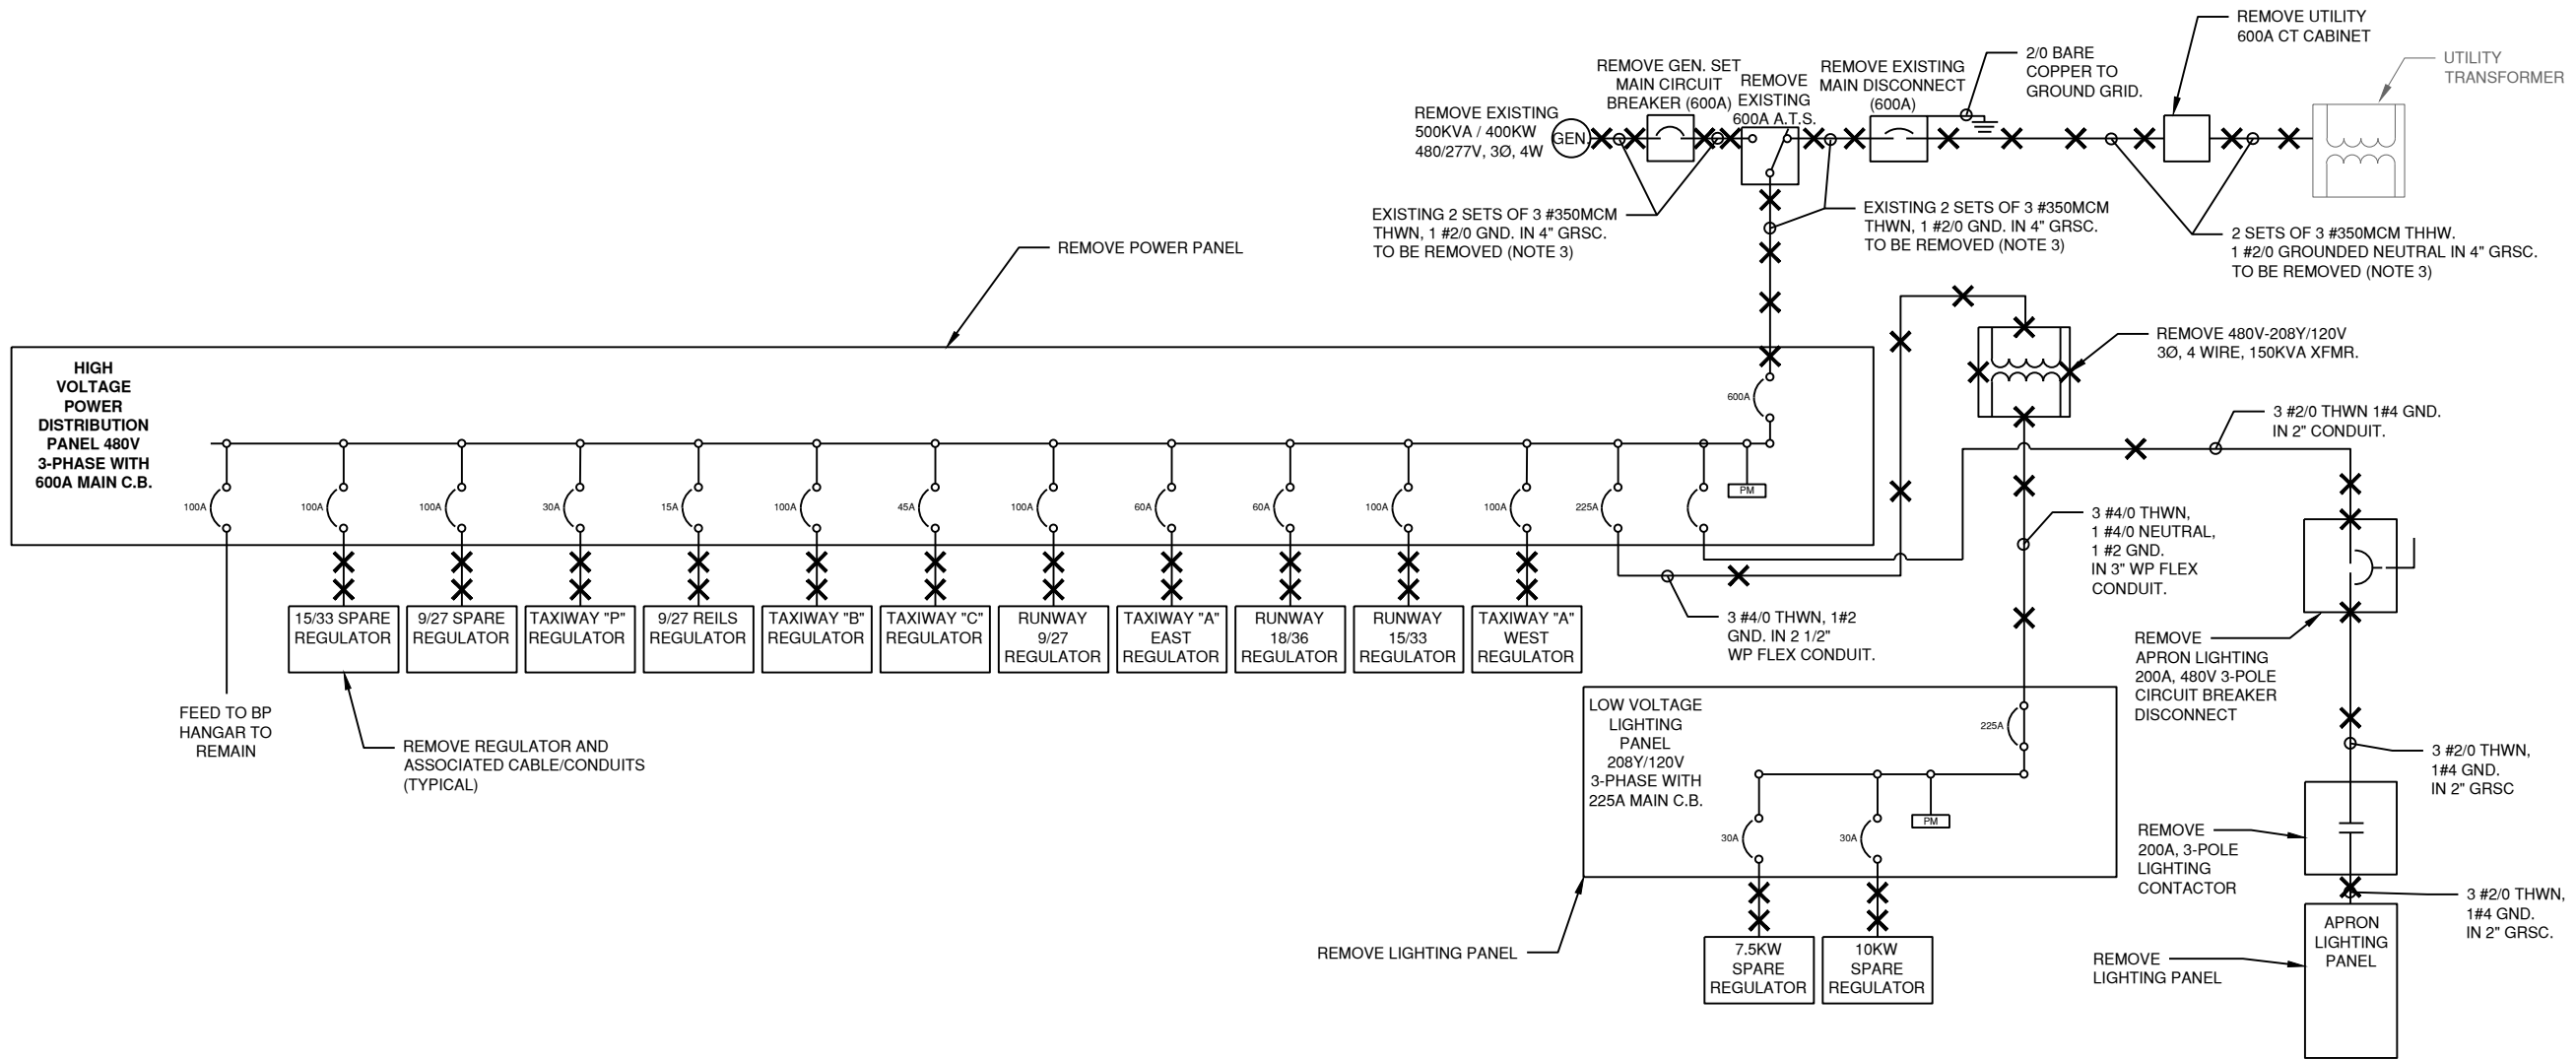 REMOVE UTILITY
600A CT CABINET
UTILITY
TRANSFORMER
2/0 BARE
COPPER TO
GROUND GRID.
REMOVE EXISTING
MAIN DISCONNECT
(600A)
REMOVE
EXISTING
600A A.T.S.
REMOVE GEN. SET
MAIN CIRCUIT
BREAKER (600A)
REMOVE EXISTING
500KVA / 400KW
480/277V, 3Ø, 4W
GEN.
EXISTING 2 SETS OF 3 #350MCM
THWN, 1 #2/0 GND. IN 4" GRSC.
TO BE REMOVED (NOTE 3)
EXISTING 2 SETS OF 3 #350MCM
THWN, 1 #2/0 GND. IN 4" GRSC.
TO BE REMOVED (NOTE 3)
2 SETS OF 3 #350MCM THHW.
1 #2/0 GROUNDED NEUTRAL IN 4" GRSC.
TO BE REMOVED (NOTE 3)
REMOVE POWER PANEL
REMOVE 480V-208Y/120V
3Ø, 4 WIRE, 150KVA XFMR.
HIGH
VOLTAGE
POWER
DISTRIBUTION
PANEL 480V
3-PHASE WITH
600A MAIN C.B.
600A
100A
100A
100A
30A
15A
100A
45A
100A
60A
60A
100A
100A
225A
PM
3 #2/0 THWN 1#4 GND.
IN 2" CONDUIT.
3 #4/0 THWN,
1 #4/0 NEUTRAL,
1 #2 GND.
IN 3" WP FLEX
CONDUIT.
15/33 SPARE
REGULATOR
9/27 SPARE
REGULATOR
TAXIWAY "P"
REGULATOR
9/27 REILS
REGULATOR
TAXIWAY "B"
REGULATOR
TAXIWAY "C"
REGULATOR
RUNWAY
9/27
REGULATOR
TAXIWAY "A"
EAST
REGULATOR
RUNWAY
18/36
REGULATOR
RUNWAY
15/33
REGULATOR
TAXIWAY "A"
WEST
REGULATOR
3 #4/0 THWN, 1#2
GND. IN 2 1/2"
WP FLEX CONDUIT.
REMOVE
APRON LIGHTING
200A, 480V 3-POLE
CIRCUIT BREAKER
DISCONNECT
FEED TO BP
HANGAR TO
REMAIN
REMOVE REGULATOR AND
ASSOCIATED CABLE/CONDUITS
(TYPICAL)
LOW VOLTAGE
LIGHTING
PANEL
208Y/120V
3-PHASE WITH
225A MAIN C.B.
225A
30A
30A
PM
3 #2/0 THWN,
1#4 GND.
IN 2" GRSC
REMOVE
200A, 3-POLE
LIGHTING
CONTACTOR
3 #2/0 THWN,
1#4 GND.
IN 2" GRSC.
REMOVE LIGHTING PANEL
7.5KW
SPARE
REGULATOR
10KW
SPARE
REGULATOR
REMOVE
LIGHTING PANEL
APRON
LIGHTING
PANEL